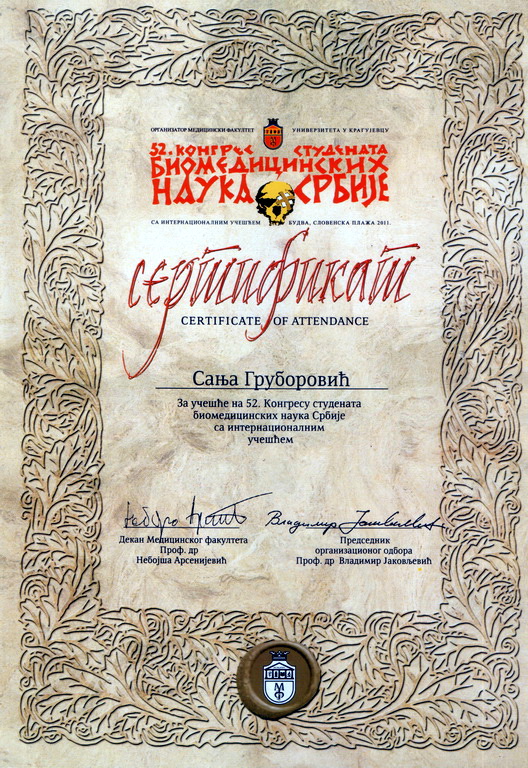 ОРГАНИЗАТОР МЕДИЦИНСКИ ФАКУЛТЕТ УНИВЕРЗИТЕТА У КРАГУЈЕВЦУ
52. КОНГРЕС СТУДЕНАТА
БИОМЕДИЦИНСКИХ
НАУКА СРБИЈЕ
СА ИНТЕРНАЦИОНАЛНИМ УЧЕШЋЕМ БУДВА, СЛОВЕНСКА ПЛАЖА 2011.
сертификат
CERTIFICATE OF ATTENDANCE
Сања Груборовић
За учешће на 52. Конгресу студената
биомедицинских наука Србије
са интернационалним
учешћем
Декан Медицинског факултета
Проф. др
Небојша Арсенијевић
Председник
организационог одбора
Проф. др Владимир Јаковљевић
МФ